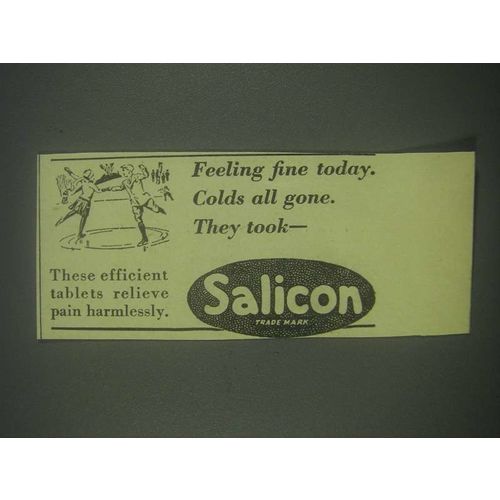 Feeling fine today.
Colds all gone.
They took—
These efficient
tablets relieve
pain harmlessly.
Salicon
TRADE MARK